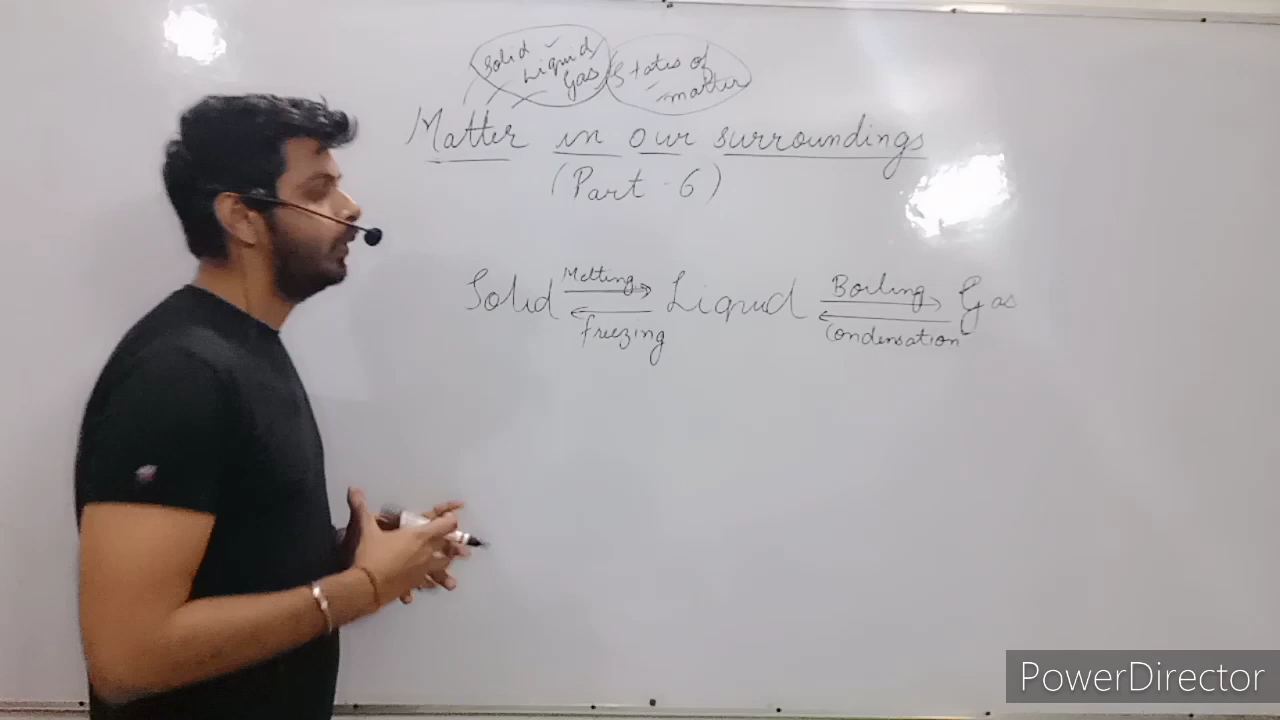 Solid
Liquid
Gas
States of
matter
Matter in our surroundings
(Part - 6)
Melting
Boiling
Solid Liquid Gas
freezing
Condensation
PowerDirector